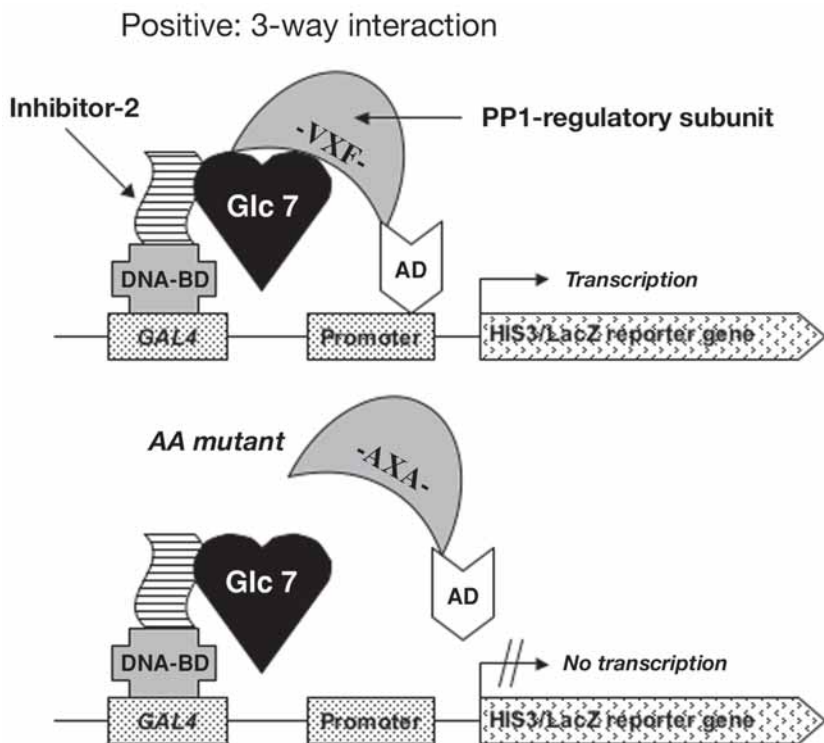 Positive: 3-way interaction
Inhibitor-2
PP1-regulatory subunit
-VXF-
Glc 7
DNA-BD
AD
Transcription
GAL4
Promoter
HIS3/LacZ reporter gene
AA mutant
-AXA-
Glc 7
AD
DNA-BD
No transcription
GAL4
Promoter
HIS3/LacZ reporter gene